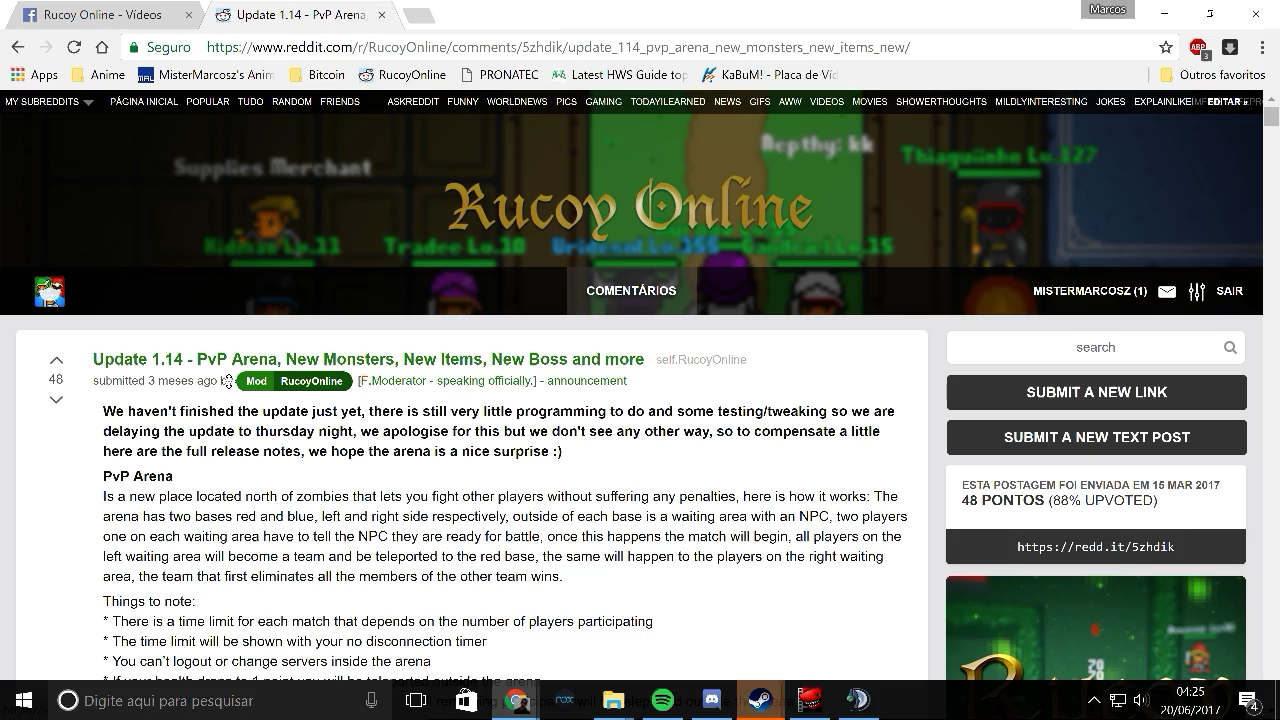 Rucoy Online – Vídeos
Update 1.14 - PvP Arena,
Marcos
Seguro
https://www.reddit.com/r/RucoyOnline/comments/5zhdik/update_114_pvp_arena_new_monsters_new_items_new/
3
Apps Anime MAL MisterMarcosz's Anim Bitcoin RucoyOnline PRONATEC Latest HWS Guide top KaBuM! - Placa de Víd Outros favoritos
MY SUBREDDITS PÁGINA INICIAL POPULAR TUDO RANDOM FRIENDS ASKREDDIT FUNNY WORLDNEWS PICS GAMING TODAYILEARNED NEWS GIFS AWW VIDEOS MOVIES SHOWERTHOUGHTS MILDLYINTERESTING JOKES EXPLAINLIKEIMF EDITAR »
Repthy: kk
Thiaguiinho Lv.127
Supplies Merchant
Rucoy Online
Tradee Lv.10
COMENTÁRIOS
MISTERMARCOSZ (1) SAIR
Update 1.14 - PvP Arena, New Monsters, New Items, New Boss and more self.RucoyOnline
48
submitted 3 meses ago Mod RucoyOnline [F.Moderator - speaking officially.] - announcement
We haven't finished the update just yet, there is still very little programming to do and some testing/tweaking so we are
delaying the update to thursday night, we apologise for this but we don't see any other way, so to compensate a little
here are the full release notes, we hope the arena is a nice surprise :)
PvP Arena
Is a new place located north of zombies that lets you fight other players without suffering any penalties, here is how it works: The
arena has two bases red and blue, left and right side respectively, outside of each base is a waiting area with an NPC, two players
one on each waiting area have to tell the NPC they are ready for battle, once this happens the match will begin, all players on the
left waiting area will become a team and be teleported to the red base, the same will happen to the players on the right waiting
area, the team that first eliminates all the members of the other team wins.
Things to note:
* There is a time limit for each match that depends on the number of players participating
* The time limit will be shown with your no disconnection timer
* You can't logout or change servers inside the arena
search
SUBMIT A NEW LINK
SUBMIT A NEW TEXT POST
ESTA POSTAGEM FOI ENVIADA EM 15 MAR 2017
48 PONTOS (88% UPVOTED)
https://redd.it/5zhdik
Digite aqui para pesquisar
nox
04:25
20/06/2017
4